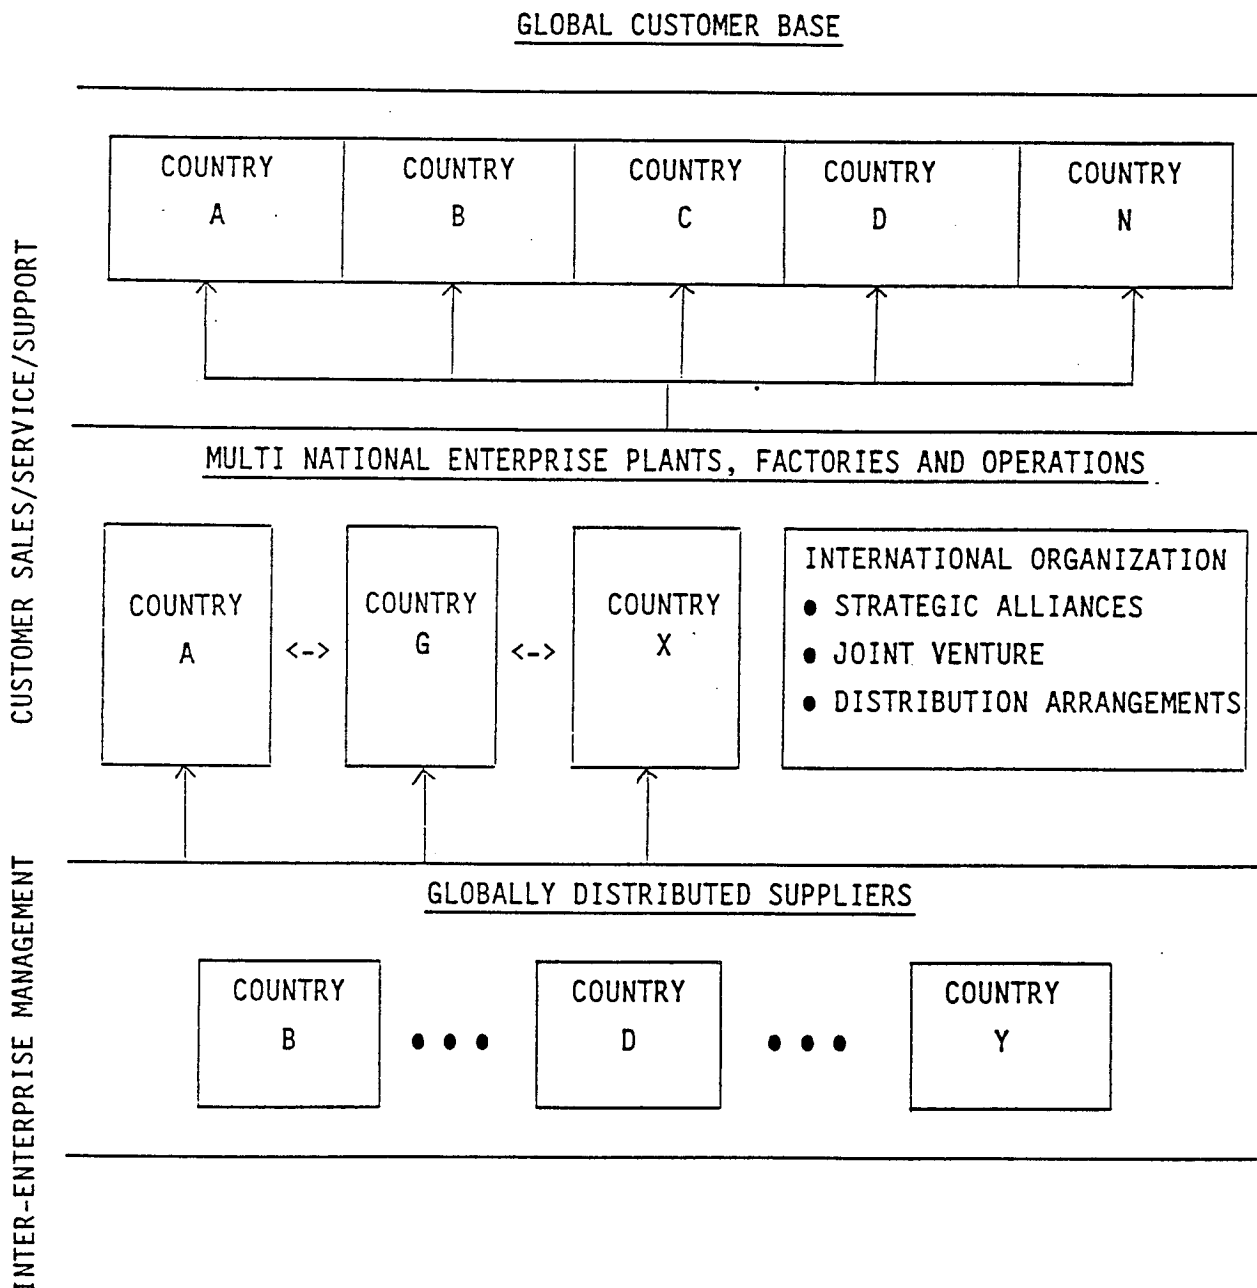 GLOBAL CUSTOMER BASE
COUNTRY
A
COUNTRY
B
COUNTRY
C
COUNTRY
D
COUNTRY
N
CUSTOMER SALES/SERVICE/SUPPORT
MULTI NATIONAL ENTERPRISE PLANTS, FACTORIES AND OPERATIONS
COUNTRY
A
<->
COUNTRY
G
<->
COUNTRY
X
INTERNATIONAL ORGANIZATION
• STRATEGIC ALLIANCES
• JOINT VENTURE
• DISTRIBUTION ARRANGEMENTS
INTER-ENTERPRISE MANAGEMENT
GLOBALLY DISTRIBUTED SUPPLIERS
COUNTRY
B
• • •
COUNTRY
D
• • •
COUNTRY
Y